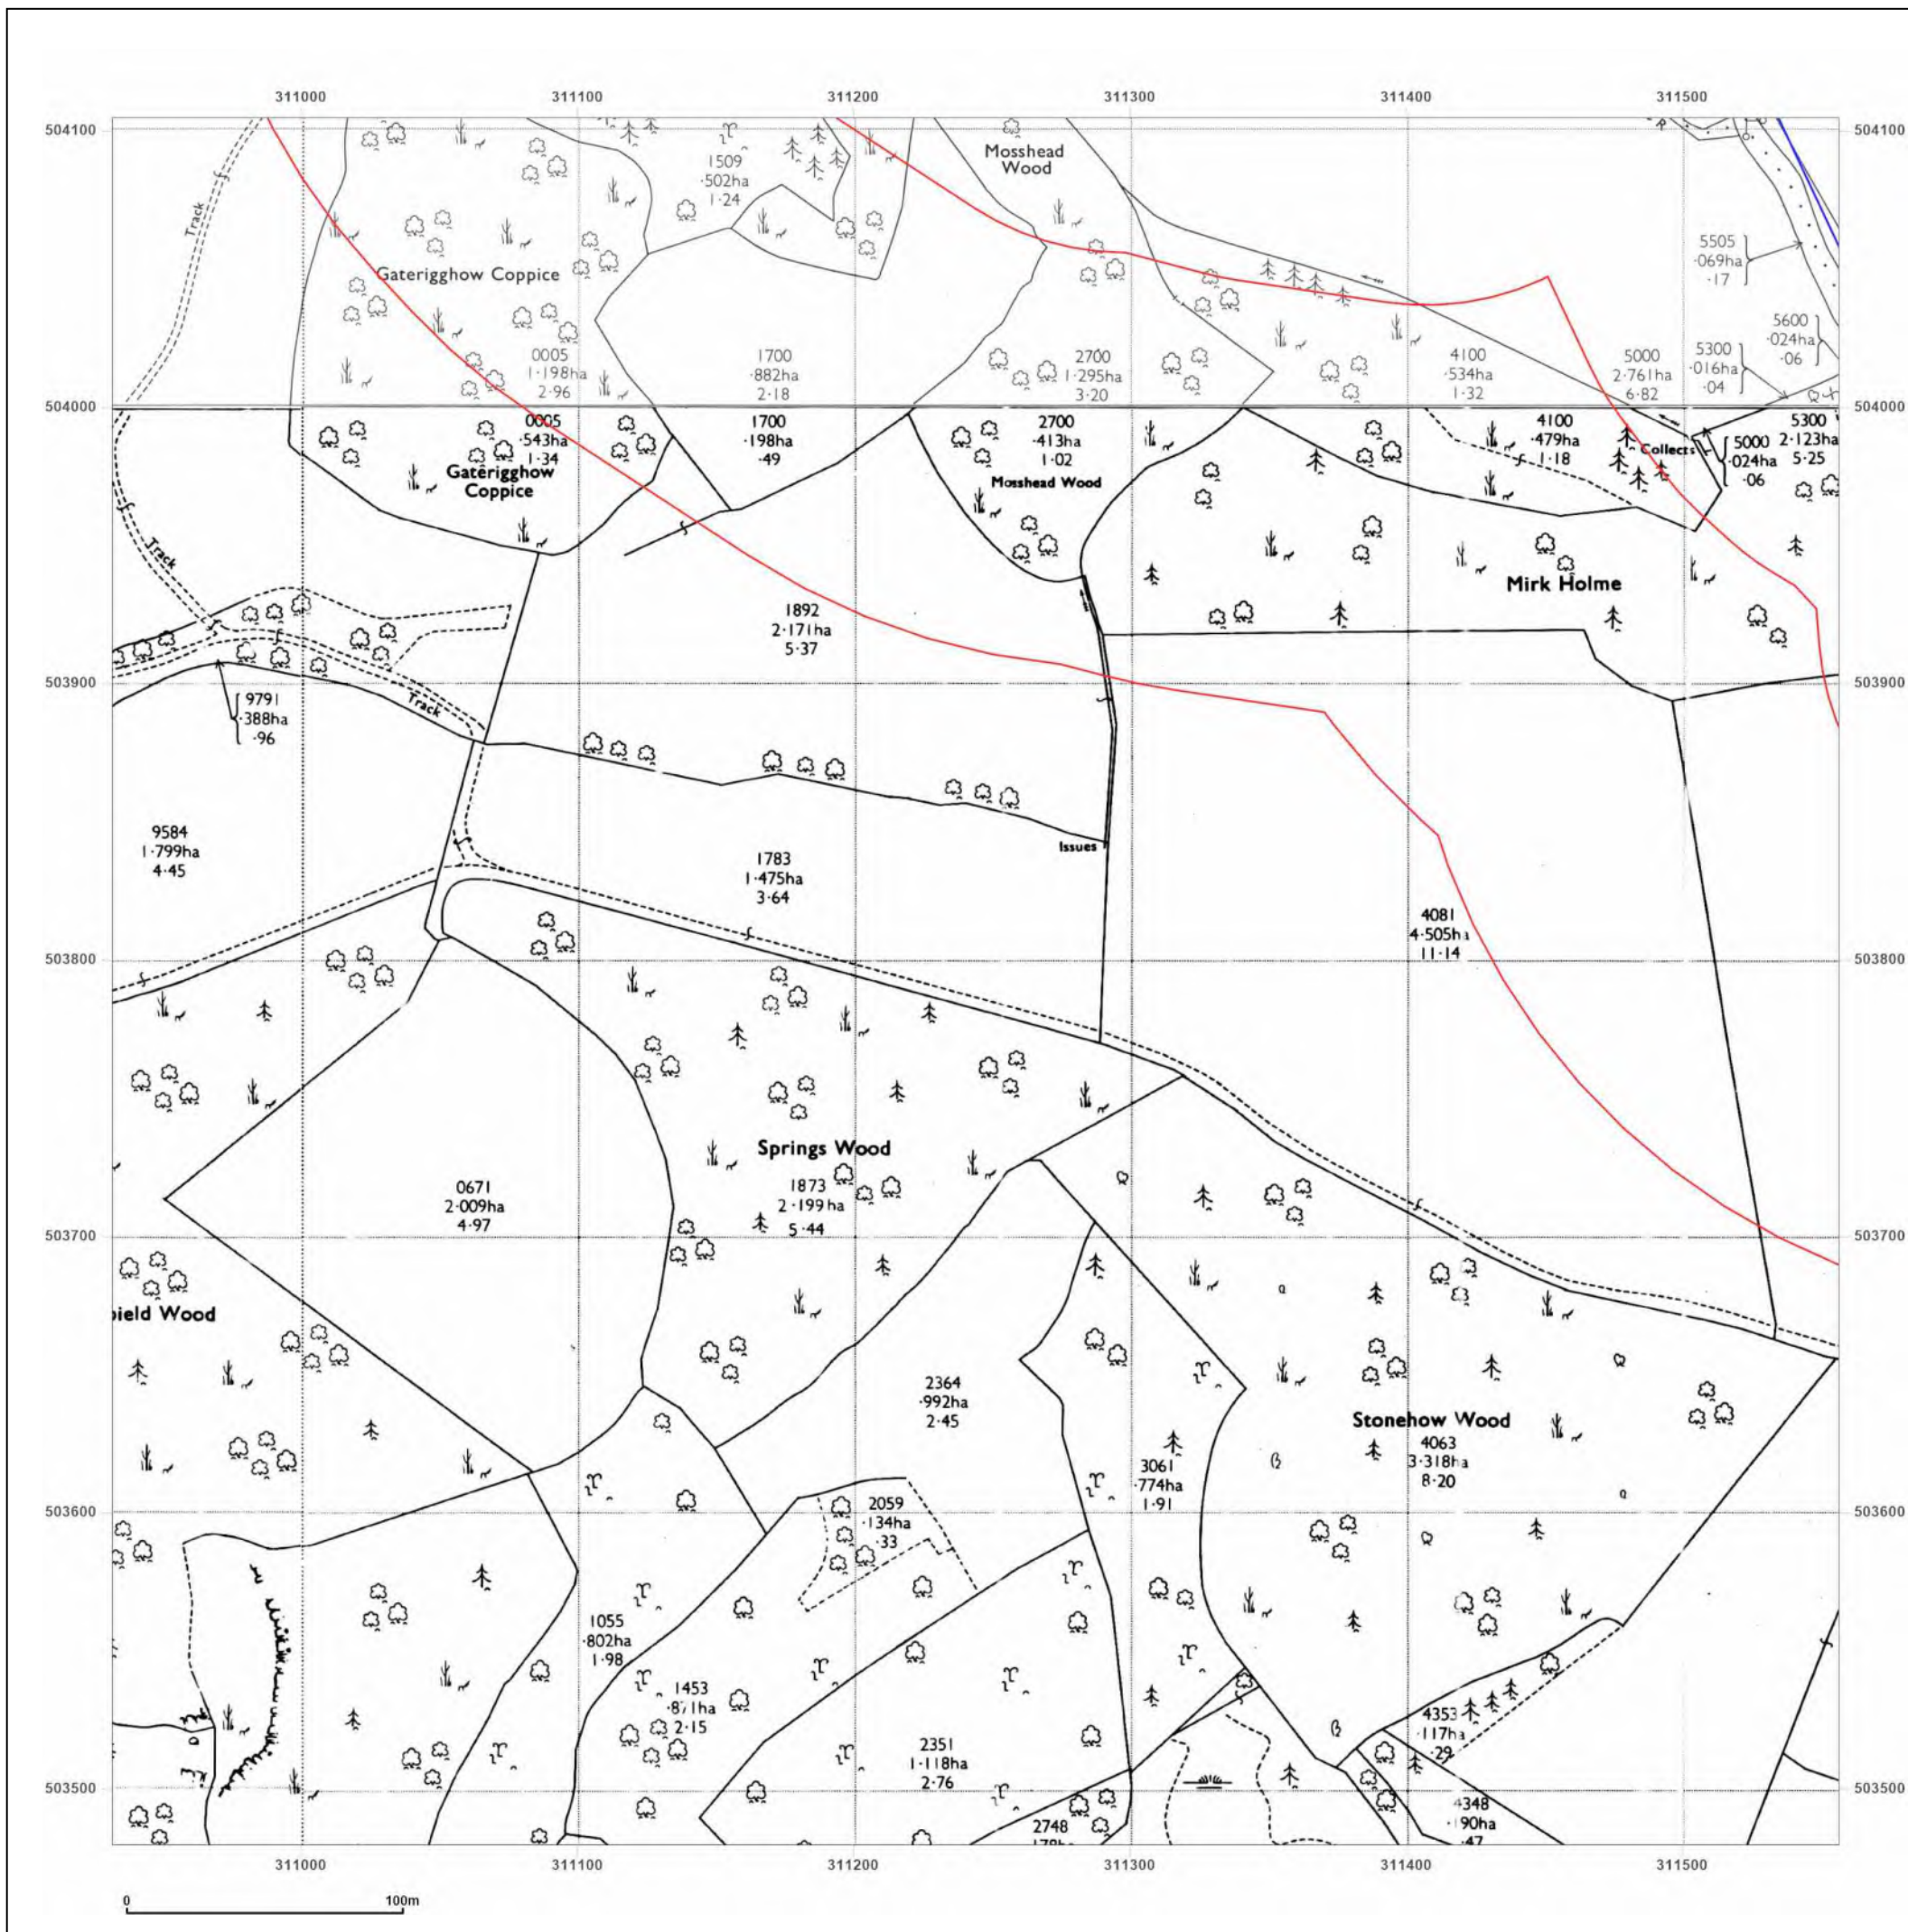 311000
311100
311200
311300
311400
311500
504100
504100
Mosshead
Wood
1509
·502ha
1·24
Track
5505
·069ha
·17
Gaterigghow Coppice
5600
·024ha
·06
5300
·016ha
·04
0005
1·198ha
2·96
1700
·882ha
2·18
2700
1·295ha
3·20
4100
·534ha
1·32
5000
2·761ha
6·82
504000
504000
0005
·543ha
1·34
Gaterigghow
Coppice
1700
·198ha
·49
2700
·413ha
1·02
Mosshead Wood
4100
·479ha
1·18
Collects
5000
·024ha
·06
5300
2·123ha
5·25
Track
Mirk Holme
1892
2·171ha
5·37
503900
503900
9791
·388ha
·96
Track
9584
1·799ha
4·45
Issues
1783
1·475ha
3·64
4081
4·505ha
11·14
503800
503800
Springs Wood
1873
2·199ha
5·44
0671
2·009ha
4·97
503700
503700
bield Wood
2364
·992ha
2·45
Stonehow Wood
4063
3·318ha
8·20
3061
·774ha
1·91
503600
503600
2059
·134ha
·33
1055
·802ha
1·98
1453
·871ha
2·15
4353
·117ha
·29
2351
1·118ha
2·76
503500
503500
4348
·190ha
·47
2748
311000
311100
311200
311300
311400
311500
0
100m